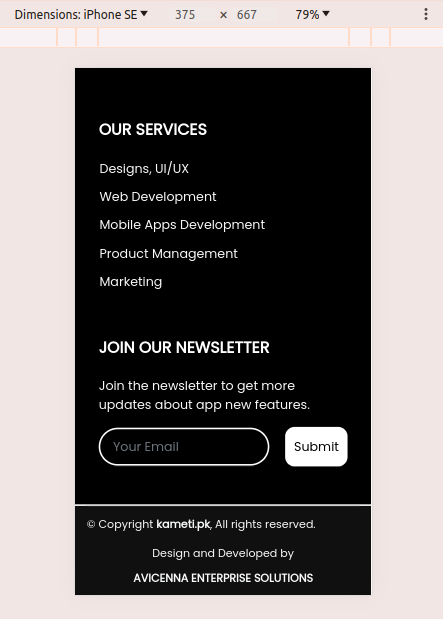 Dimensions: iPhone SE 375 × 667 79%
OUR SERVICES
Designs, UI/UX
Web Development
Mobile Apps Development
Product Management
Marketing
JOIN OUR NEWSLETTER
Join the newsletter to get more
updates about app new features.
Your Email Submit
© Copyright kameti.pk, All rights reserved.
Design and Developed by
AVICENNA ENTERPRISE SOLUTIONS